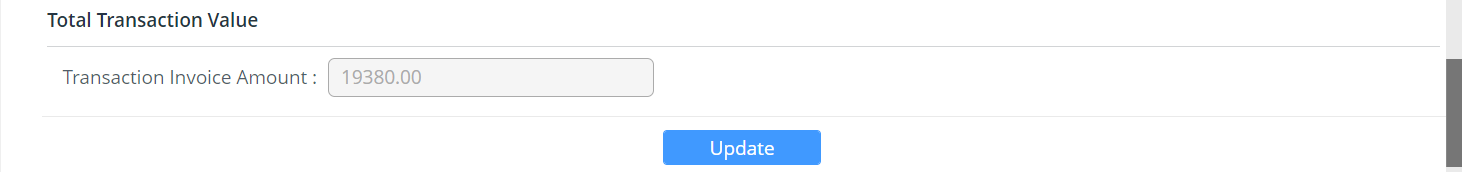 Total Transaction Value
Transaction Invoice Amount : 19380.00
Update